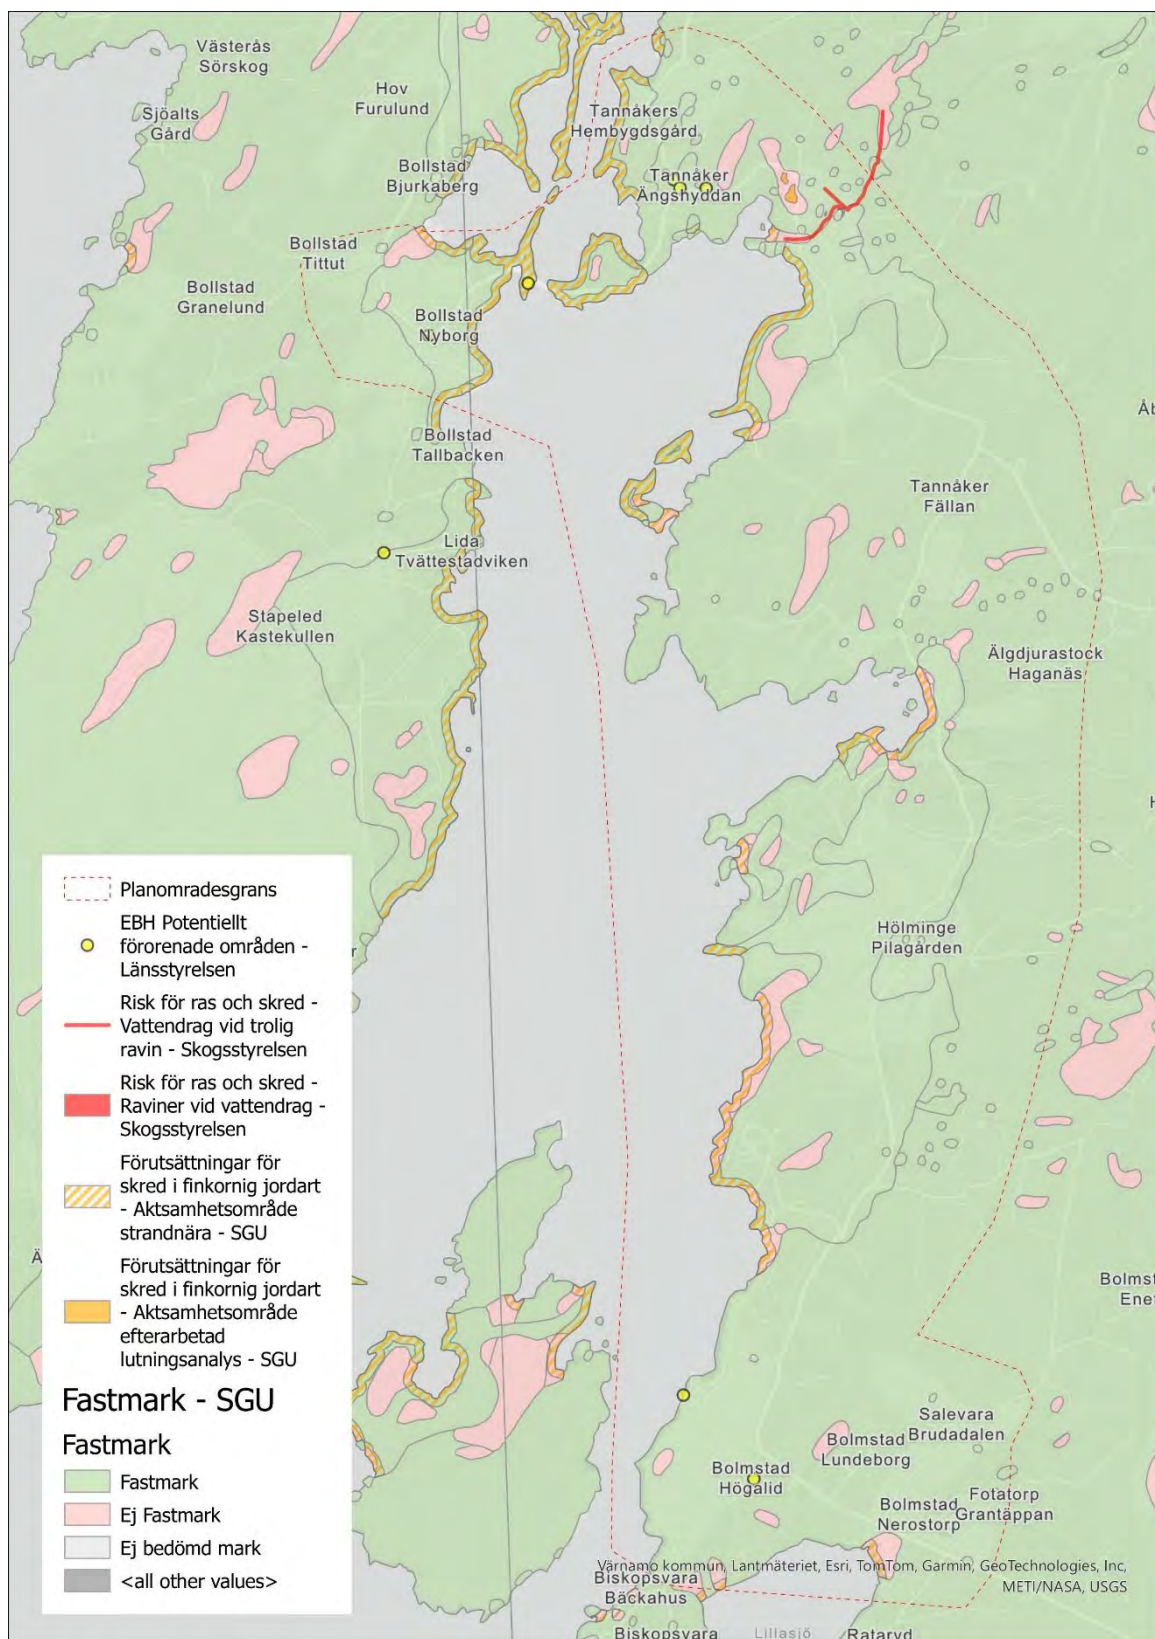 Västerås
Sörskog
Hov
Furulund
Sjöalts
Gård
Tannåkers
Hembygdsgård
Bollstad
Bjurkaberg
Tannåker
Ängshyddan
Bollstad
Tittut
Bollstad
Granelund
Bollstad
Nyborg
Åb
Bollstad
Tallbacken
Tannåker
Fällan
Lida
Tvättestadviken
Stapeled
Kastekullen
Älgdjurastock
Haganäs
H
Hölminge
Pilagården
r
Ä
Bolmst
Enef
Salevara
Brudadalen
Bolmstad
Lundeborg
Bolmstad
Högalid
Fotatorp
Grantäppan
Bolmstad
Nerostorp
Biskopsvara
Bäckahus
Biskopsvara
Lillasjö
Rataryd
Planomradesgrans
EBH Potentiellt
förorenade områden -
Länsstyrelsen
Risk för ras och skred -
Vattendrag vid trolig
ravin - Skogsstyrelsen
Risk för ras och skred -
Raviner vid vattendrag -
Skogsstyrelsen
Förutsättningar för
skred i finkornig jordart
- Aktsamhetsområde
strandnära - SGU
Förutsättningar för
skred i finkornig jordart
- Aktsamhetsområde
efterarbetad
lutningsanalys - SGU
Fastmark - SGU
Fastmark
Fastmark
Ej Fastmark
Ej bedömd mark
<all other values>
Värnamo kommun, Lantmäteriet, Esri, TomTom, Garmin, GeoTechnologies, Inc,
METI/NASA, USGS